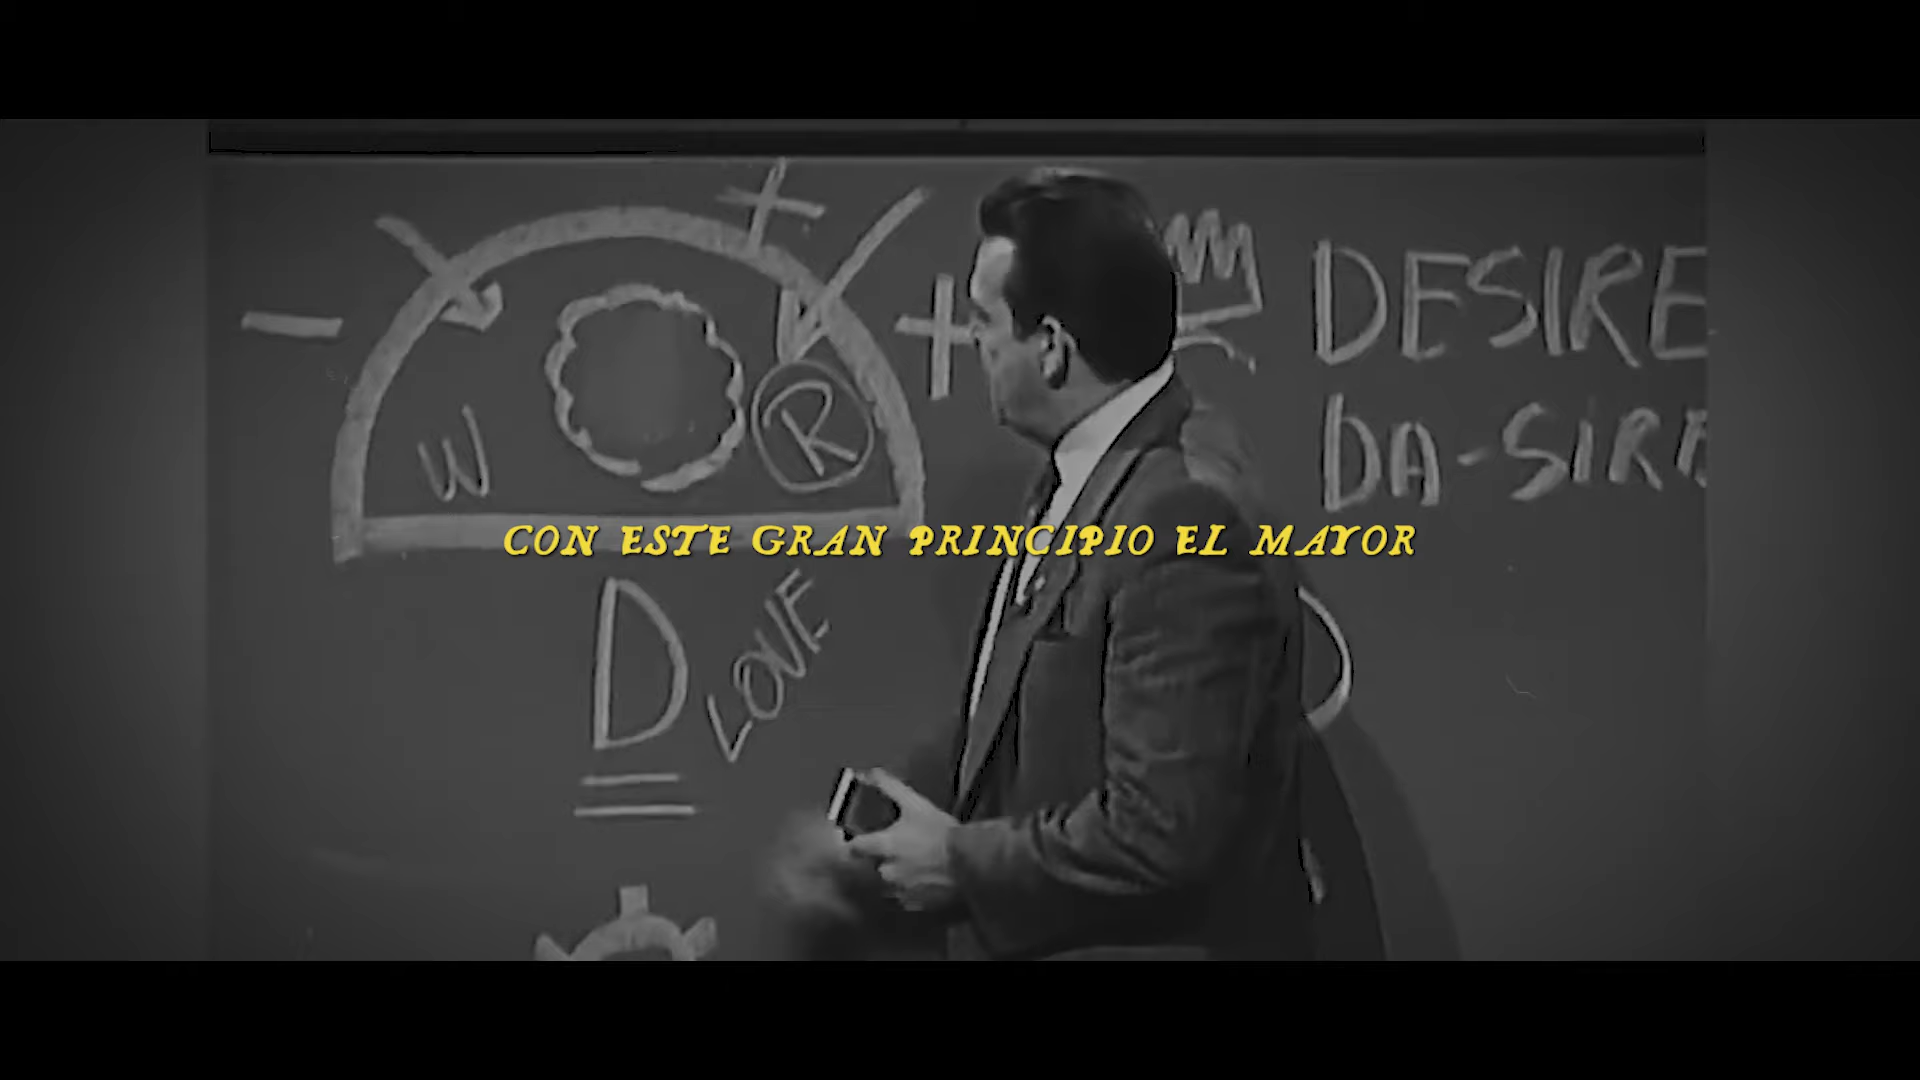 DESIRE
DA-SIRE
W
R
CON ESTE GRAN PRINCIPIO EL MAYOR
D
LOVE